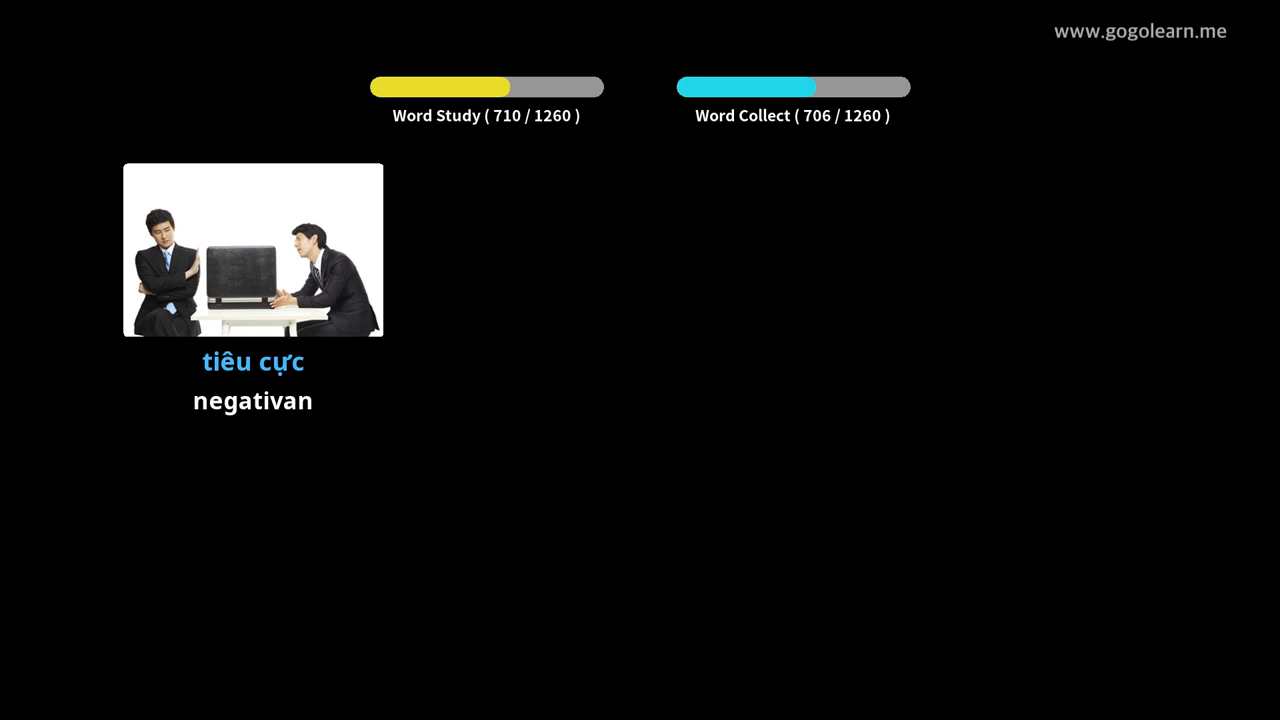 www.gogolearn.me
Word Study ( 710 / 1260 )
Word Collect ( 706 / 1260 )
tiêu cực
negativan